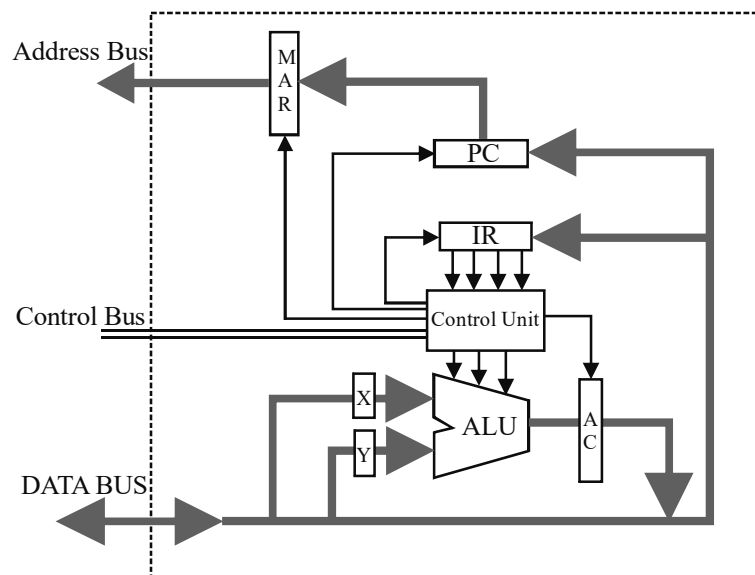 Address Bus
M
A
R
PC
IR
Control Bus
Control Unit
X
ALU
A
C
Y
DATA BUS